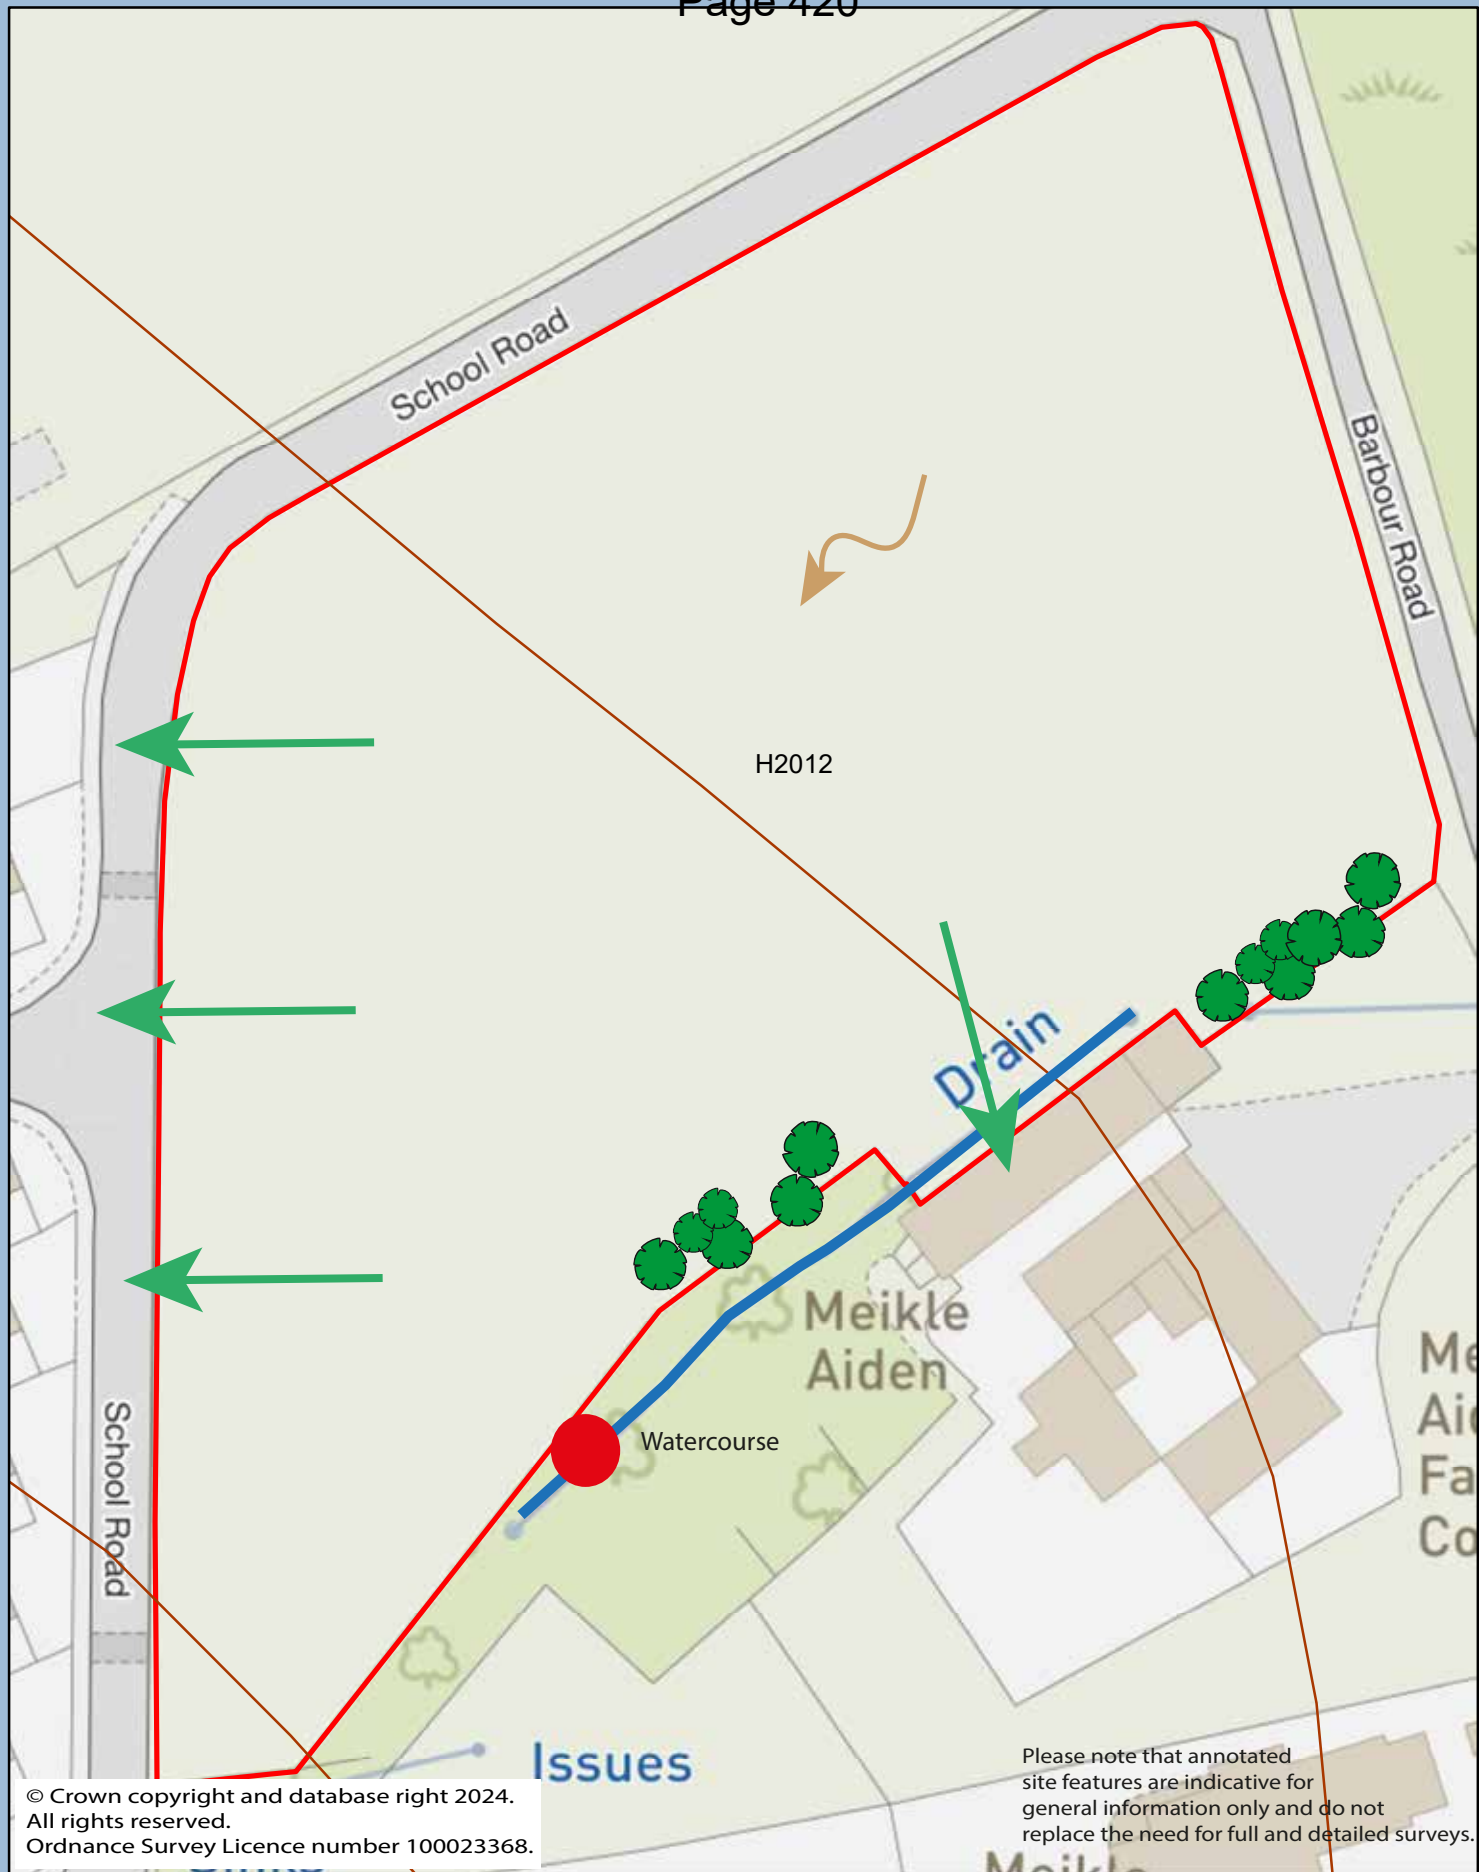 Page 420
School Road
Barbour Road
H2012
Drain
Meikle
Aiden
Watercourse
School Road
Issues
Please note that annotated
site features are indicative for
general information only and do not
replace the need for full and detailed surveys.
© Crown copyright and database right 2024.
All rights reserved.
Ordnance Survey Licence number 100023368.
Meikle